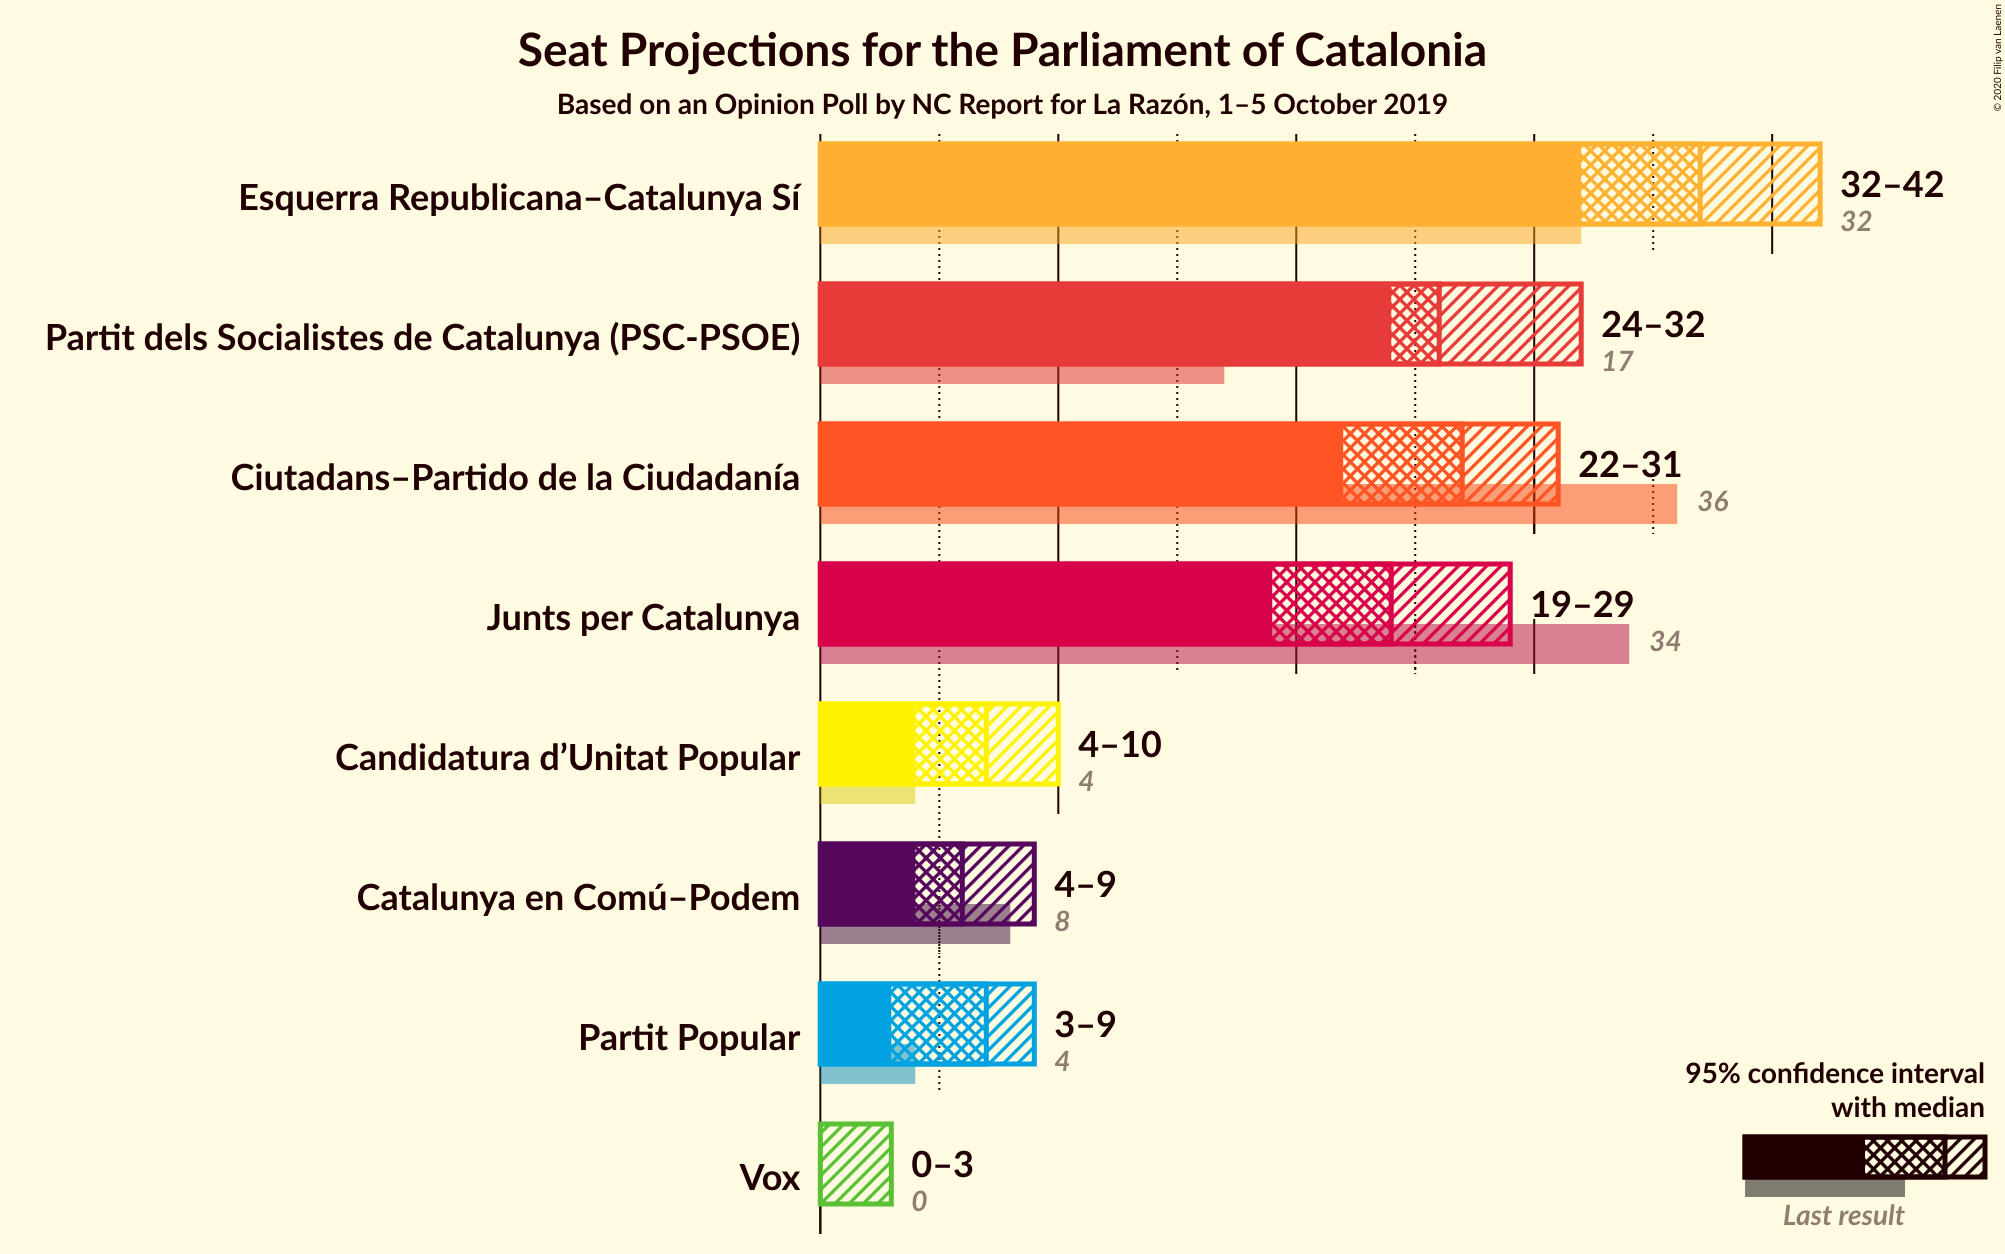 Seat Projections for the Parliament of Catalonia
Based on an Opinion Poll by NC Report for La Razón, 1–5 October 2019
© 2020 Filip van Laenen
Esquerra Republicana–Catalunya Sí
32–42
32
Partit dels Socialistes de Catalunya (PSC-PSOE)
24–32
17
Ciutadans–Partido de la Ciudadanía
22–31
36
Junts per Catalunya
19–29
34
Candidatura d’Unitat Popular
4–10
4
Catalunya en Comú–Podem
4–9
8
Partit Popular
3–9
4
Vox
0–3
0
95% confidence interval
with median
Last result